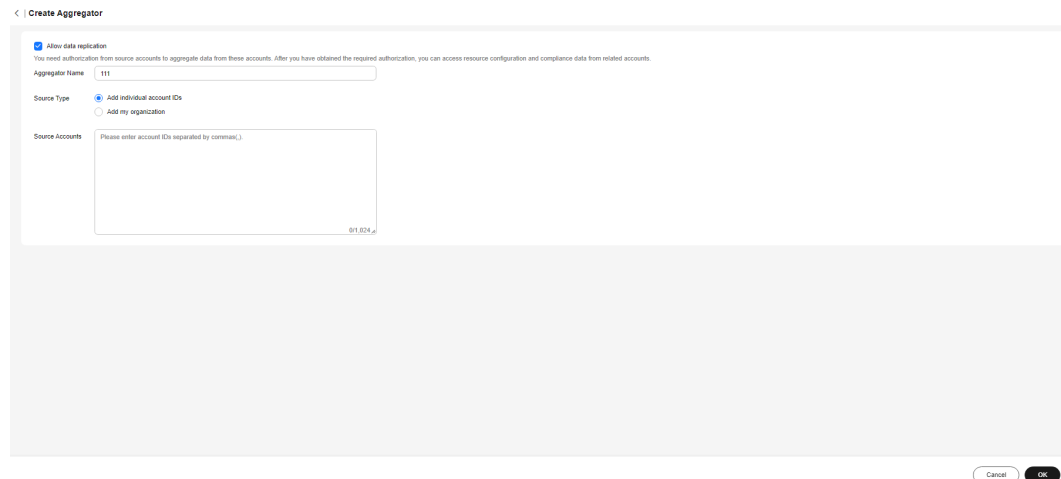 < | Create Aggregator
Allow data replication
You need authorization from source accounts to aggregate data from these accounts. After you have obtained the required authorization, you can access resource configuration and compliance data from related accounts.
Aggregator Name 111
Source Type Add individual account IDs
Add my organization
Source Accounts Please enter account IDs separated by commas(,).
0/1,024
Cancel OK